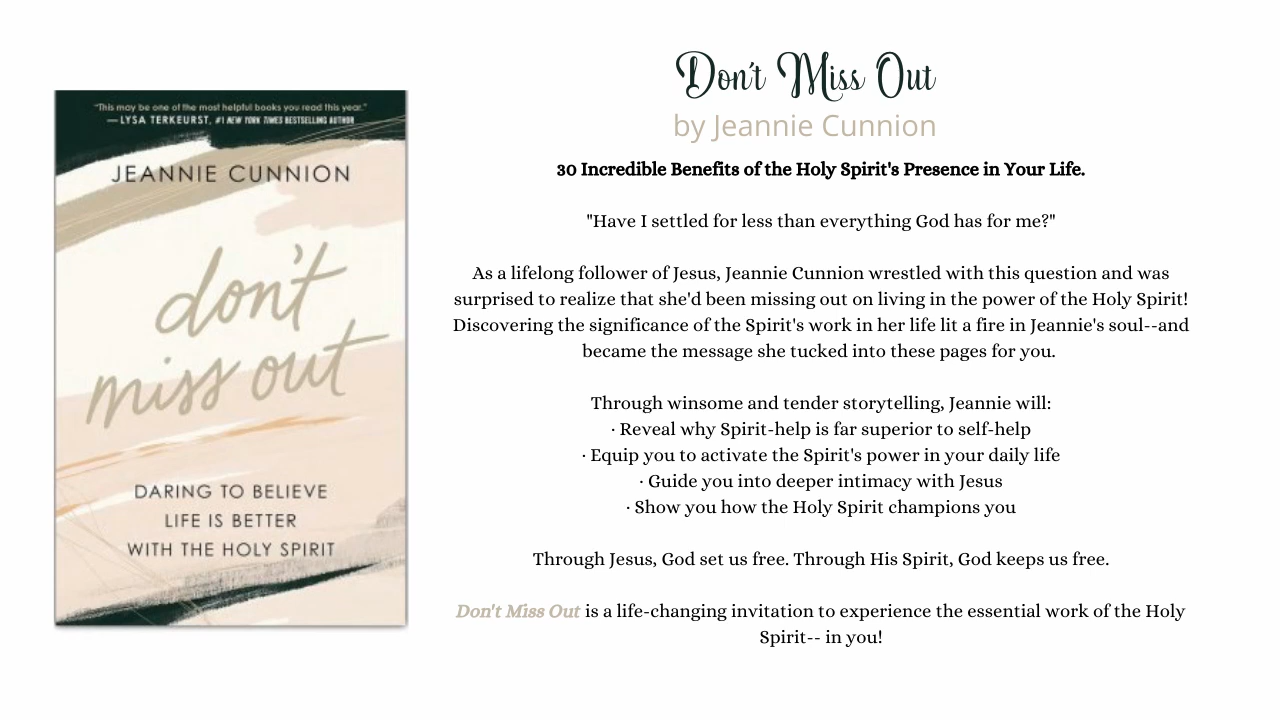 "This may be one of the most helpful books you read this year."
— LYSA TERKEURST, #1 NEW YORK TIMES BESTSELLING AUTHOR
JEANNIE CUNNION
don't
miss out
DARING TO BELIEVE
LIFE IS BETTER
WITH THE HOLY SPIRIT
Don't Miss Out
by Jeannie Cunnion
30 Incredible Benefits of the Holy Spirit's Presence in Your Life.
"Have I settled for less than everything God has for me?"
As a lifelong follower of Jesus, Jeannie Cunnion wrestled with this question and was
surprised to realize that she'd been missing out on living in the power of the Holy Spirit!
Discovering the significance of the Spirit's work in her life lit a fire in Jeannie's soul--and
became the message she tucked into these pages for you.
Through winsome and tender storytelling, Jeannie will:
· Reveal why Spirit-help is far superior to self-help
· Equip you to activate the Spirit's power in your daily life
· Guide you into deeper intimacy with Jesus
· Show you how the Holy Spirit champions you
Through Jesus, God set us free. Through His Spirit, God keeps us free.
Don't Miss Out is a life-changing invitation to experience the essential work of the Holy
Spirit-- in you!